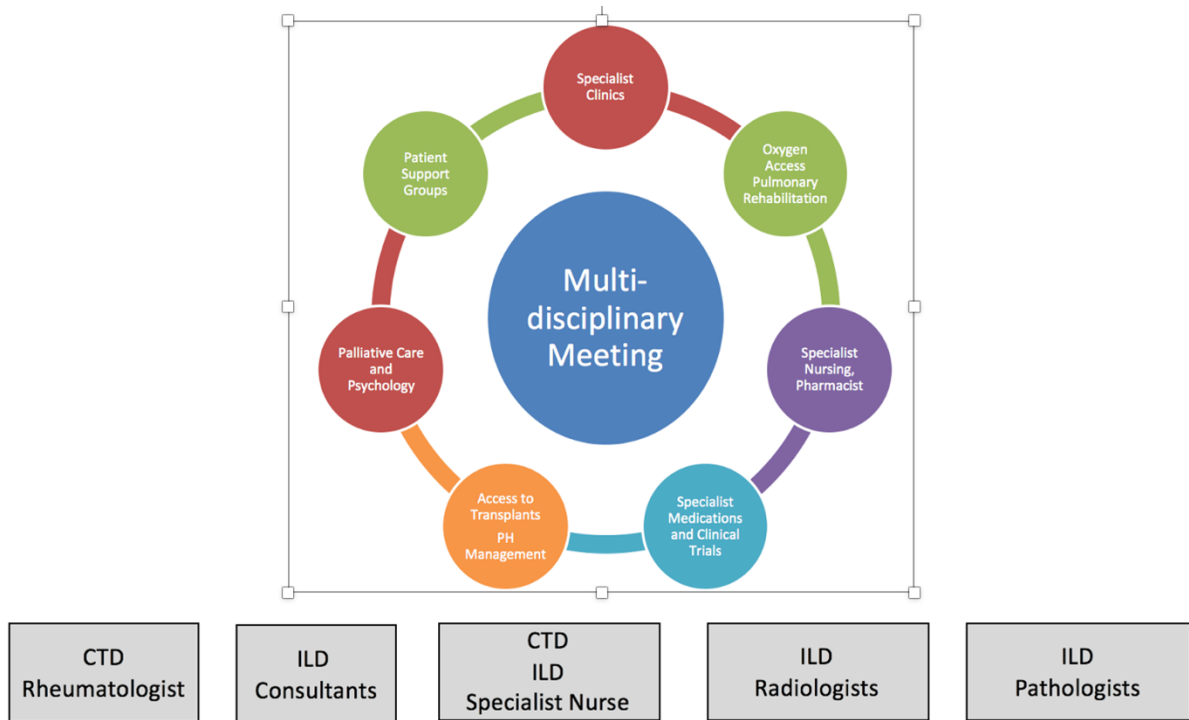 Specialist
Clinics
Oxygen
Access
Pulmonary
Rehabilitation
Specialist
Nursing,
Pharmacist
Specialist
Medications
and Clinical
Trials
Access to
Transplants
PH
Management
Palliative Care
and
Psychology
Patient
Support
Groups
Multi-
disciplinary
Meeting
CTD
Rheumatologist
ILD
Consultants
CTD
ILD
Specialist Nurse
ILD
Radiologists
ILD
Pathologists